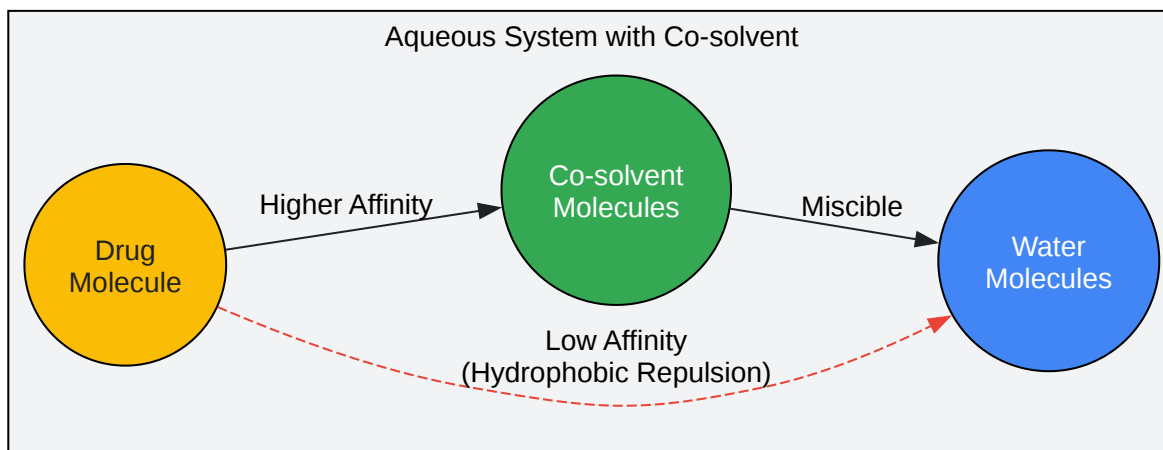 Aqueous System with Co-solvent
Drug
Molecule
Higher Affinity
Co-solvent
Molecules
Miscible
Water
Molecules
Low Affinity
(Hydrophobic Repulsion)